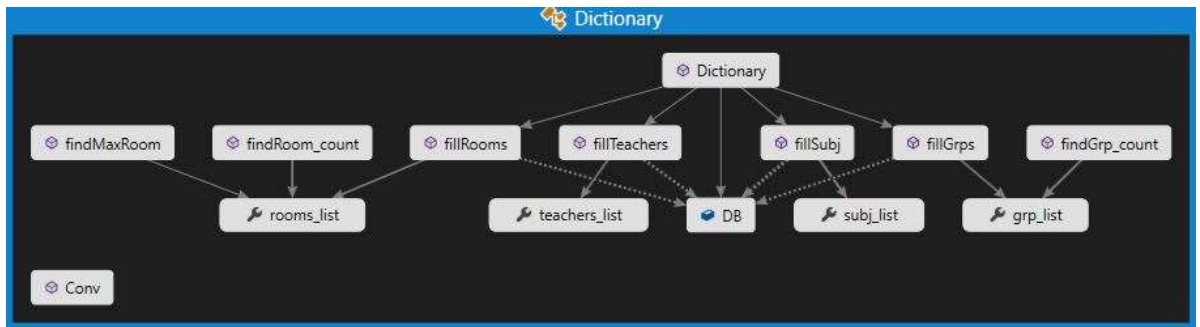 Dictionary
Dictionary
findMaxRoom
findRoom_count
fillRooms
fillTeachers
fillSubj
fillGrps
findGrp_count
rooms_list
teachers_list
DB
subj_list
grp_list
Conv